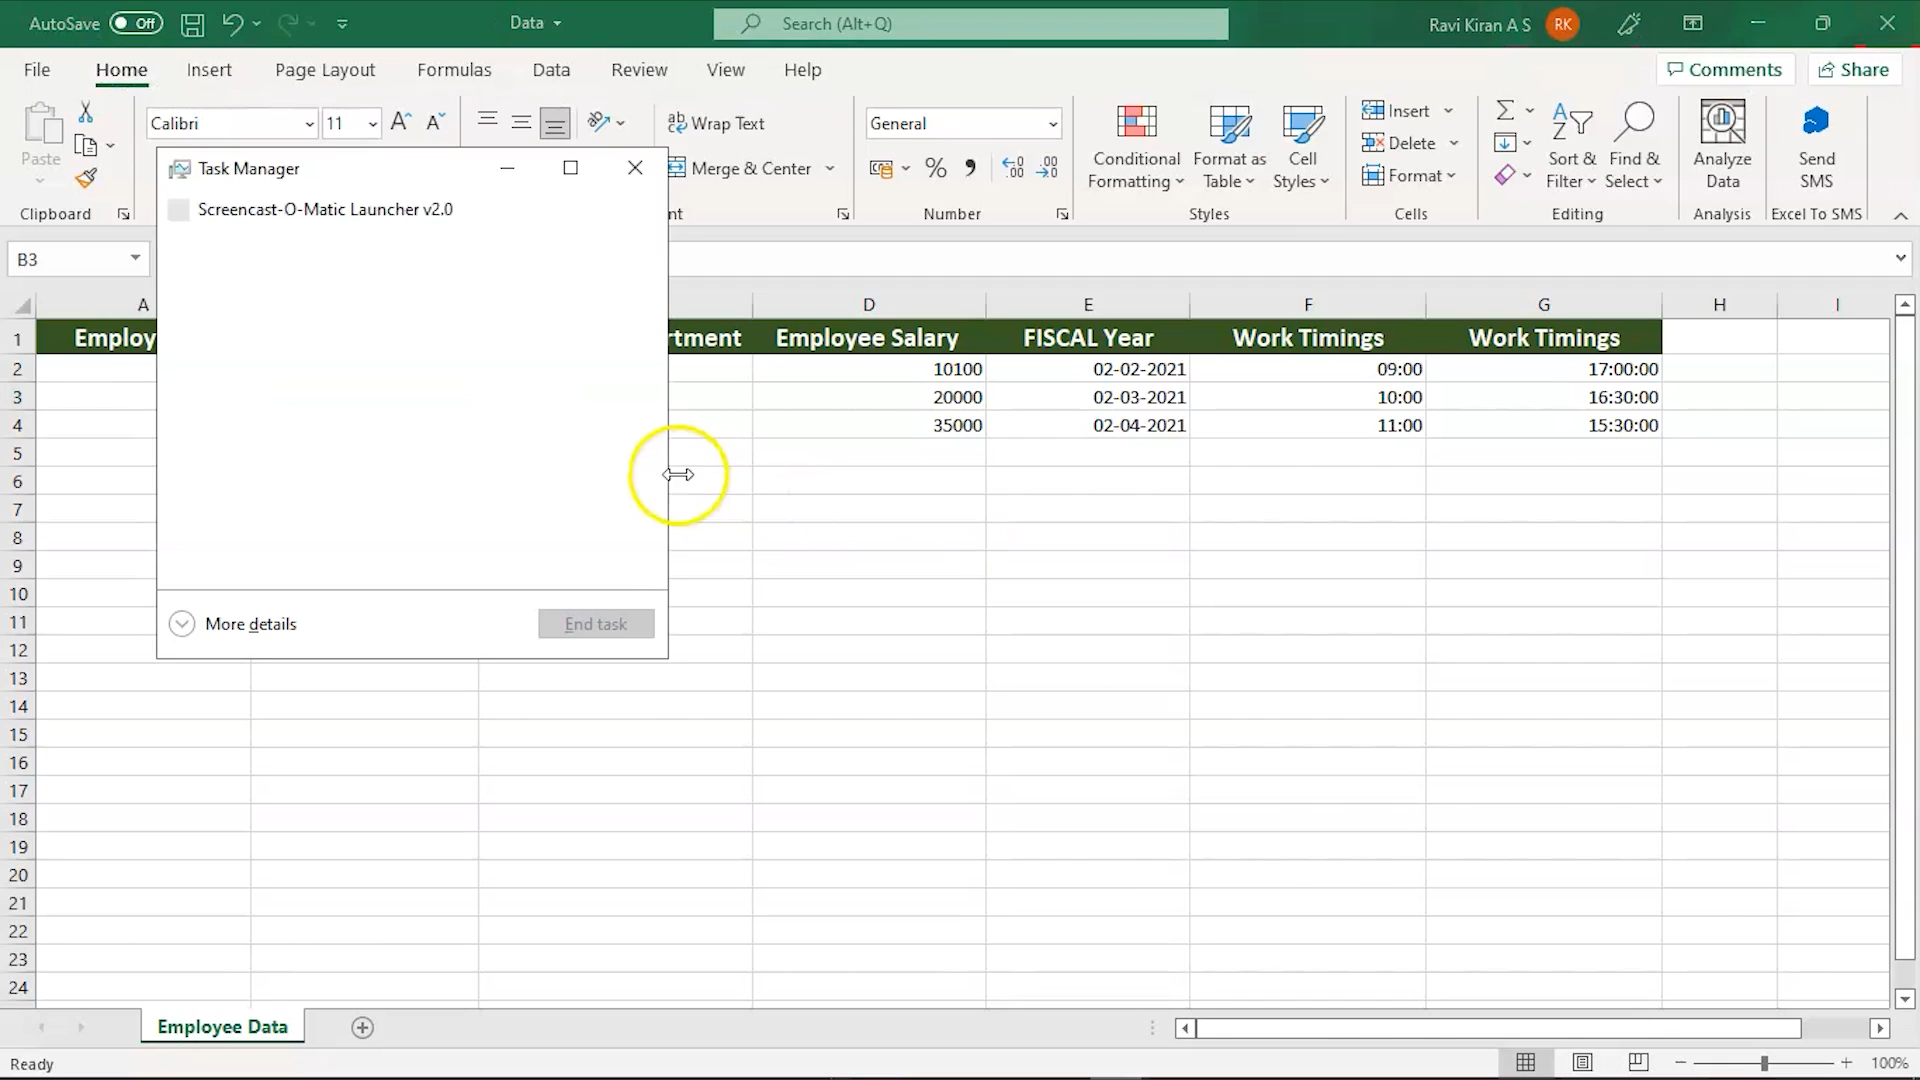 AutoSave Off Data Search (Alt+Q) Ravi Kiran A S RK
File Home Insert Page Layout Formulas Data Review View Help Comments Share
Paste
Clipboard
Calibri 11
Wrap Text
Merge & Center
nt
General
% 
Number
Conditional Formatting
Format as Table
Cell Styles
Styles
Insert
Delete
Format
Cells
Sort & Filter
Find & Select
Editing
Analyze Data
Analysis
Send SMS
Excel To SMS
Task Manager
Screencast-O-Matic Launcher v2.0
More details End task
B3
A D E F G H I
1 Employ rtment Employee Salary FISCAL Year Work Timings Work Timings
2 10100 02-02-2021 09:00 17:00:00
3 20000 02-03-2021 10:00 16:30:00
4 35000 02-04-2021 11:00 15:30:00
5
6
7
8
9
10
11
12
13
14
15
16
17
18
19
20
21
22
23
24
Employee Data
Ready 100%